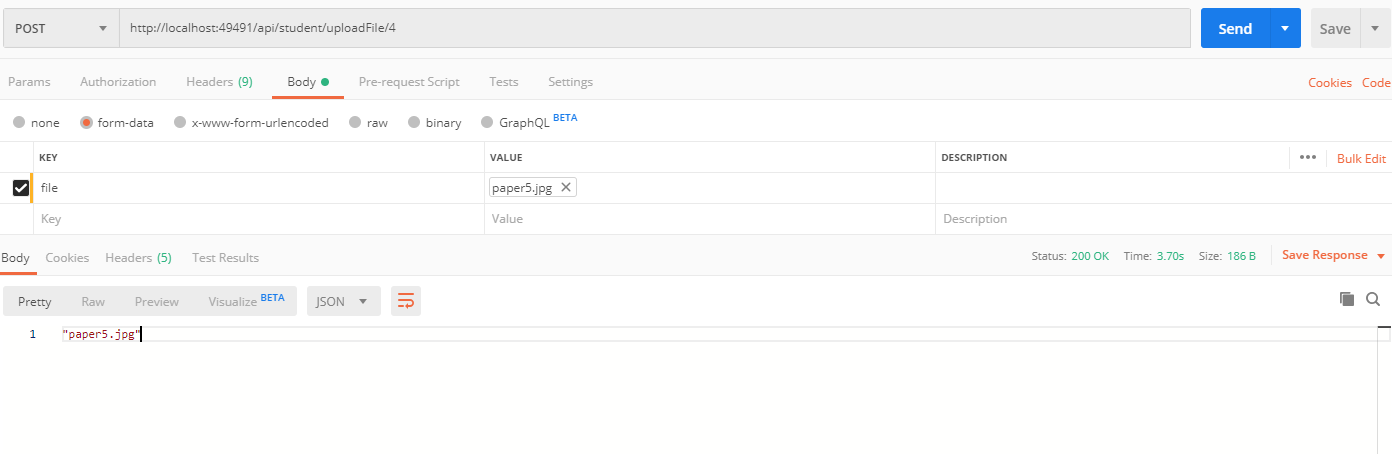 POST http://localhost:49491/api/student/uploadFile/4 Send Save
Params Authorization Headers (9) Body Pre-request Script Tests Settings Cookies Code
none form-data x-www-form-urlencoded raw binary GraphQL BETA
KEY VALUE DESCRIPTION ••• Bulk Edit
file paper5.jpg
Key Value Description
Body Cookies Headers (5) Test Results Status: 200 OK Time: 3.70s Size: 186 B Save Response
Pretty Raw Preview Visualize BETA JSON
1 "paper5.jpg"